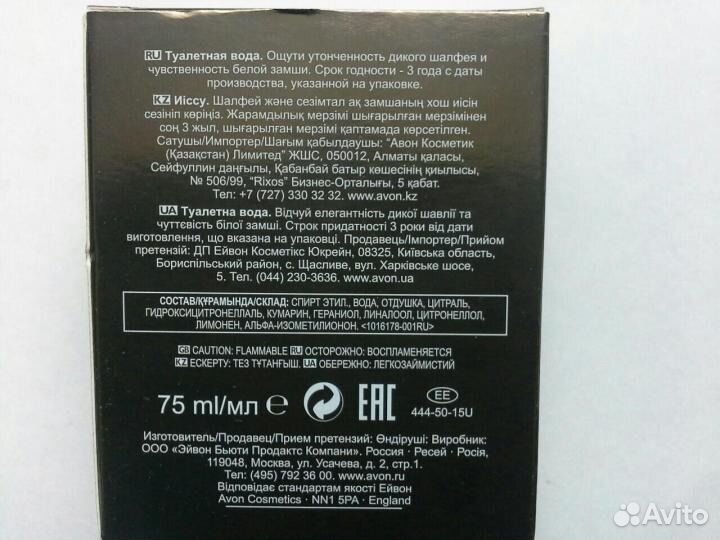 RU Туалетная вода. Ощути утонченность дикого шалфея и
чувственность белой замши. Срок годности - 3 года с даты
производства, указанной на упаковке.
KZ Иіссу. Шалфей және сезімтал ақ замшаның хош иісін
сезініп көріңіз. Жарамдылық мерзімі шығарылған мерзімінен
соң 3 жыл, шығарылған мерзімі қаптамада көрсетілген.
Сатушы/Импортер/Шағым қабылдаушы: "Авон Косметик
(Қазақстан) Лимитед" ЖШС, 050012, Алматы қаласы,
Сейфуллин даңғылы, Қабанбай батыр көшесінің қиылысы,
№ 506/99, "Rixos" Бизнес-Орталығы, 5 қабат.
Тел: +7 (727) 330 32 32. www.avon.kz
UA Туалетна вода. Відчуй елегантність дикої шавлії та
чуттєвість білої замші. Строк придатності 3 роки від дати
виготовлення, що вказана на упаковці. Продавець/Імпортер/Прийом
претензій: ДП Ейвон Косметікс Юкрейн, 08325, Київська область,
Бориспільський район, с. Щасливе, вул. Харківське шосе,
5. Тел. (044) 230-3636. www.avon.ua
СОСТАВ/ҚҰРАМЫНДА/СКЛАД: СПИРТ ЭТИЛ., ВОДА, ОТДУШКА, ЦИТРАЛЬ,
ГИДРОКСИЦИТРОНЕЛЛАЛЬ, КУМАРИН, ГЕРАНИОЛ, ЛИНАЛООЛ, ЦИТРОНЕЛЛОЛ,
ЛИМОНЕН, АЛЬФА-ИЗОМЕТИЛИОНОН. <1016178-001RU>
GB CAUTION: FLAMMABLE RU ОСТОРОЖНО: ВОСПЛАМЕНЯЕТСЯ
KZ ЕСКЕРТУ: ТЕЗ ТҰТАНҒЫШ. UA ОБЕРЕЖНО: ЛЕГКОЗАЙМИСТИЙ
75 ml/мл ℮ EAC EE
444-50-15U
Изготовитель/Продавец/Прием претензий: Өндіруші: Виробник:
ООО «Эйвон Бьюти Продактс Компани». Россия - Ресей - Росія,
119048, Москва, ул. Усачева, д. 2, стр.1.
Тел: (495) 792 36 00. www.avon.ru
Відповідає стандартам якості Ейвон
Avon Cosmetics - NN1 5PA - England
Avito